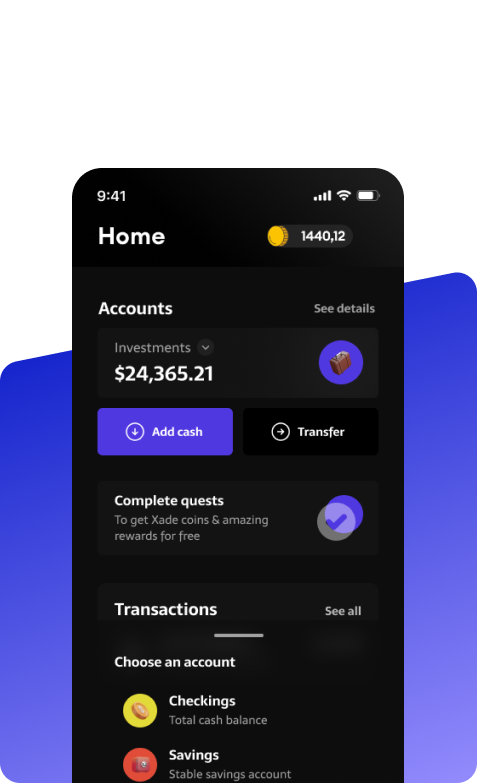 9:41
Home
1440,12
Accounts
See details
Investments
$24,365.21
Add cash
Transfer
Complete quests
To get Xade coins & amazing
rewards for free
Transactions
See all
Choose an account
Checkings
Total cash balance
Savings
Stable savings account